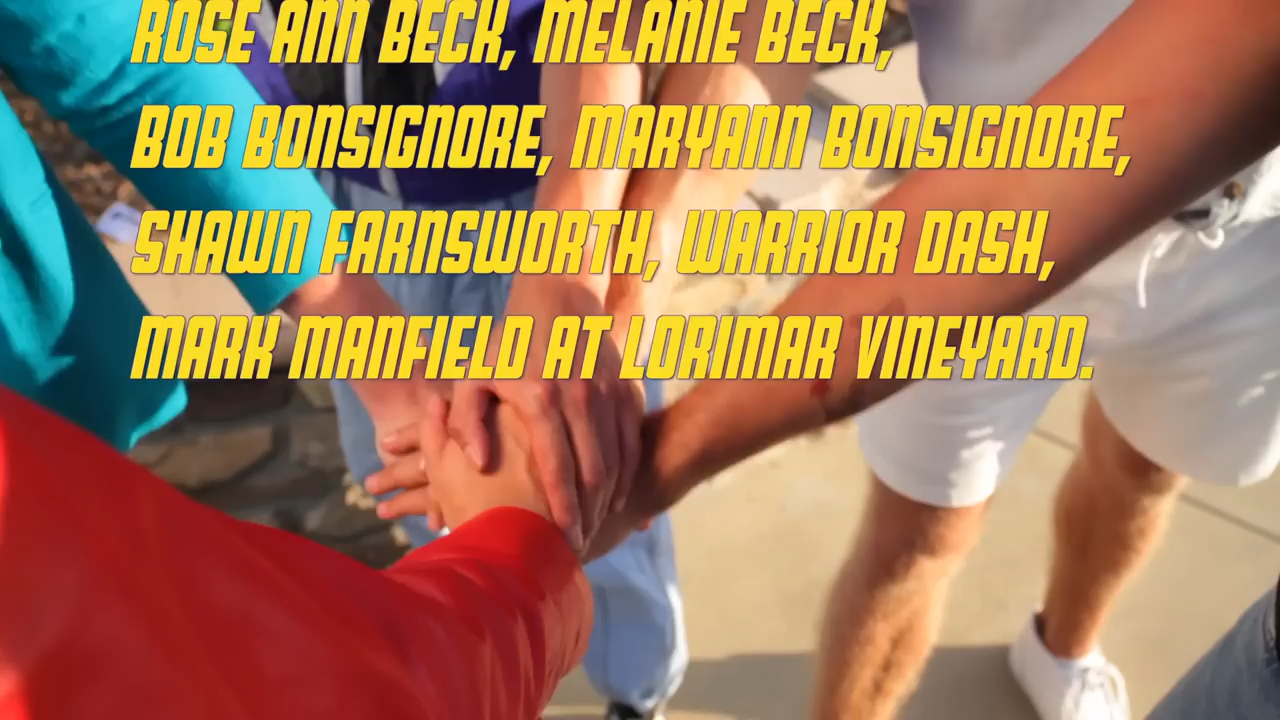 ROSE ANN BECK, MELANIE BECK,
BOB BONSIGNORE, MARYANN BONSIGNORE,
SHAWN FARNSWORTH, WARRIOR DASH,
MARK MANFIELD AT LORIMAR VINEYARD.